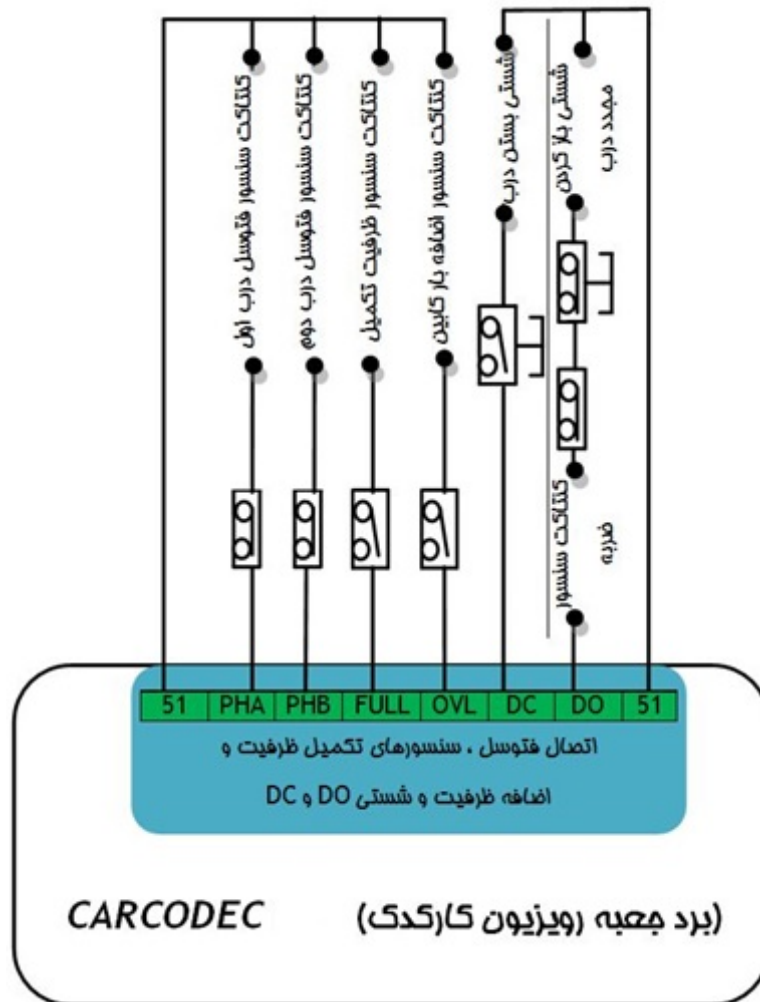 کنتاکت سنسور فتوسل درب اول
کنتاکت سنسور فتوسل درب دوم
کنتاکت سنسور ظرفیت تکمیل
کنتاکت سنسور اضافه بار کابین
شستی بستن درب
شستی باز کردن
مجدد درب
کنتاکت سنسور
ضربه
51 PHA PHB FULL OVL DC DO 51
اتصال فتوسل ، سنسورهای تکمیل ظرفیت و
اضافه ظرفیت و شستی DO و DC
CARCODEC (برد جعبه رویزیون کارکدک)